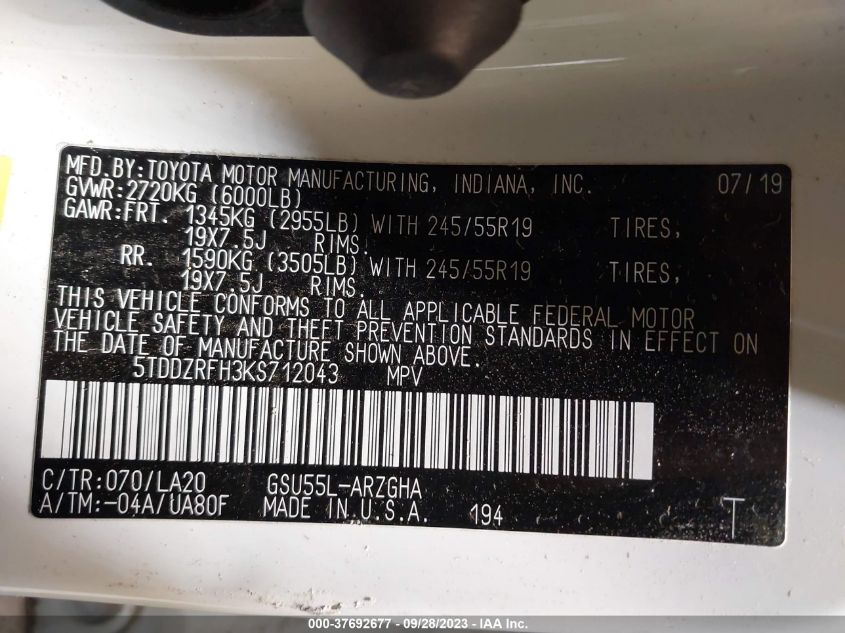 MFD.BY:TOYOTA MOTOR MANUFACTURING, INDIANA, INC. 07/19
GVWR:2720KG (6000LB)
GAWR:FRT. 1345KG (2955LB) WITH 245/55R19 TIRES,
19X7.5J RIMS.
RR. 1590KG (3505LB) WITH 245/55R19 TIRES,
19X7.5J RIMS.
THIS VEHICLE CONFORMS TO ALL APPLICABLE FEDERAL MOTOR
VEHICLE SAFETY AND THEFT PREVENTION STANDARDS IN EFFECT ON
THE DATE OF MANUFACTURE SHOWN ABOVE.
5TDDZRFH3KS712043 MPV
C/TR:070/LA20 GSU55L-ARZGHA
A/TM:-04A/UA80F MADE IN U.S.A. 194 T
000-37692677 - 09/28/2023 - IAA Inc.